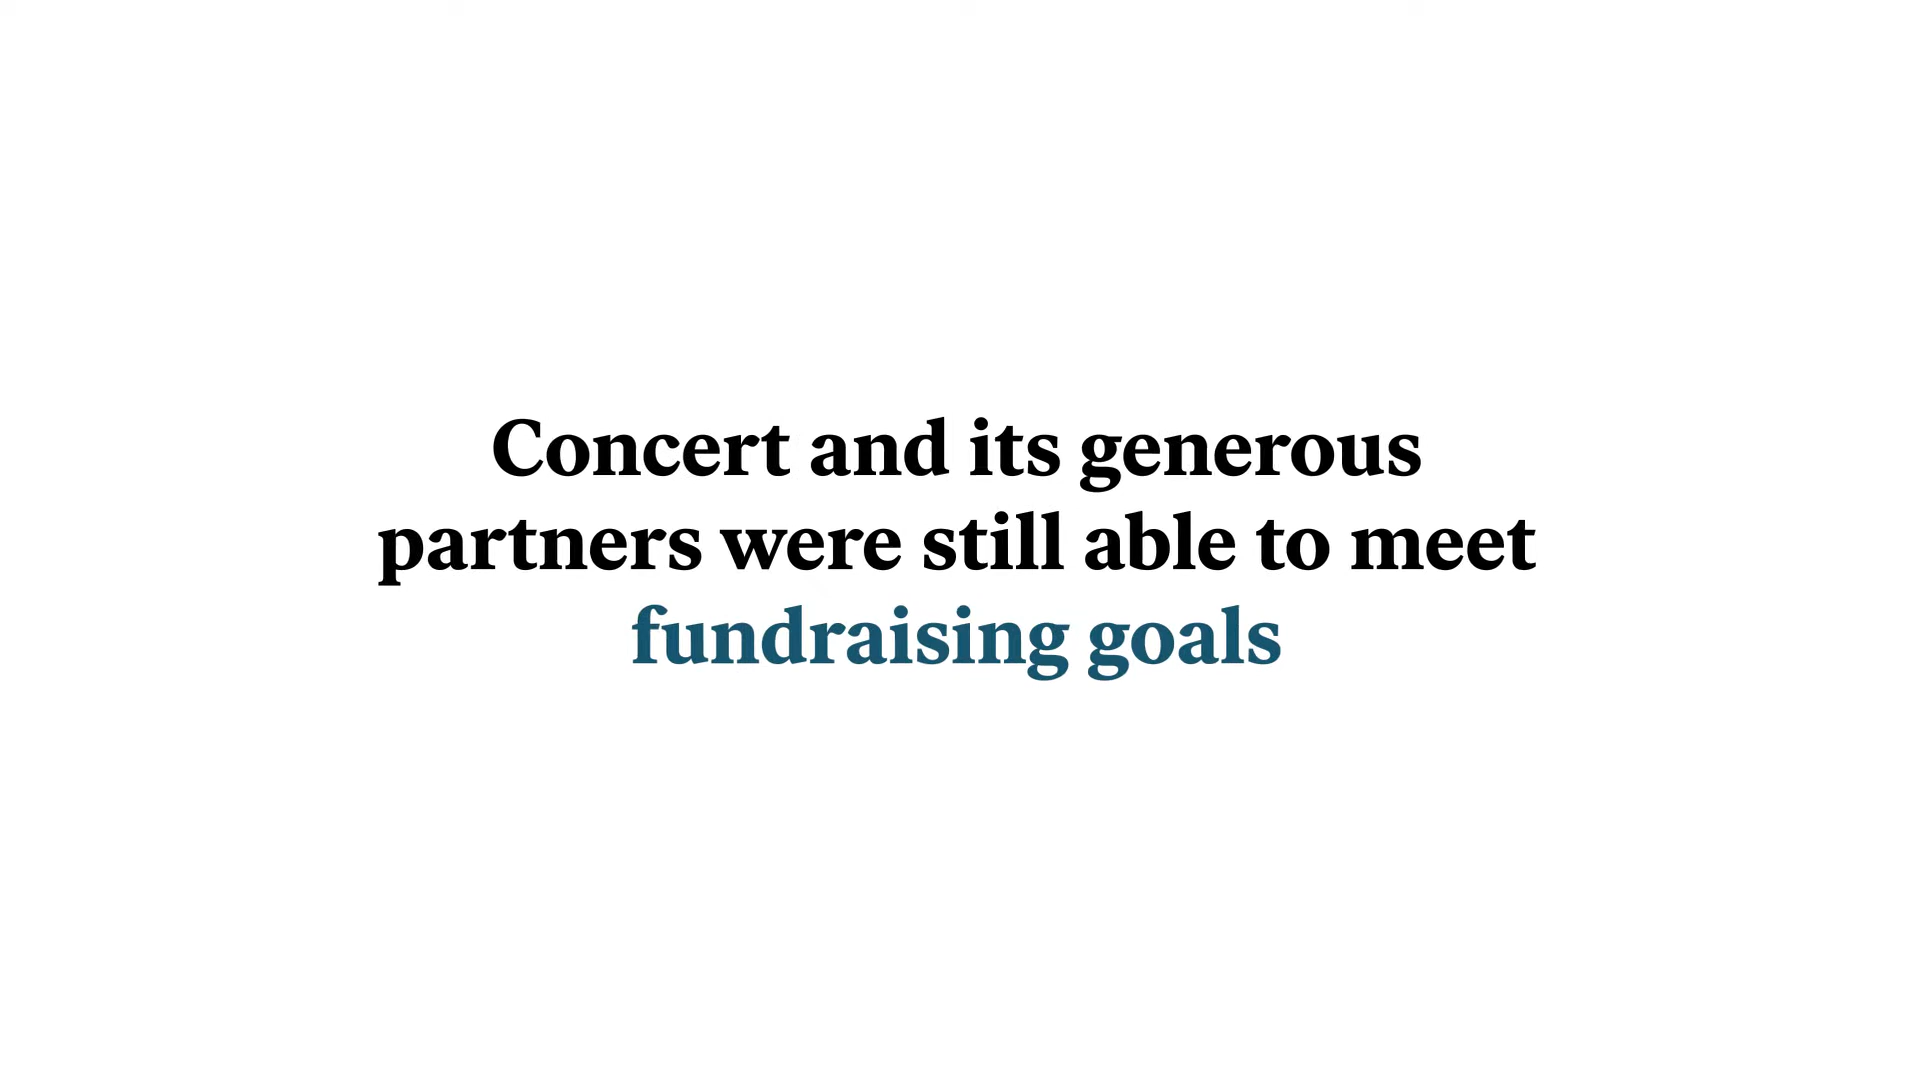 Concert and its generous
partners were still able to meet
fundraising goals